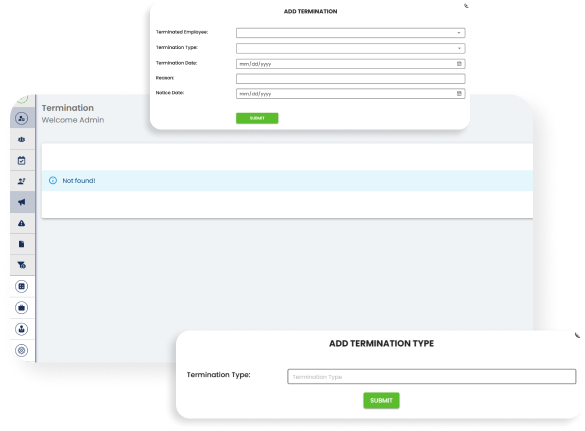 ADD TERMINATION
Terminated Employee:
Termination Type:
Termination Date: mm/dd/yyyy
Reason:
Notice Date: mm/dd/yyyy
SUBMIT
Termination
Welcome Admin
Not found!
ADD TERMINATION TYPE
Termination Type: Termination Type
SUBMIT